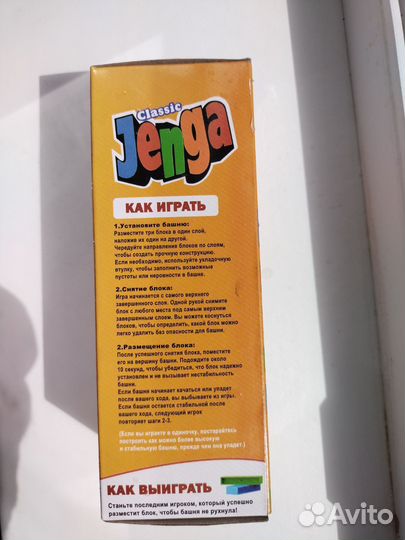 Classic
Jenga
КАК ИГРАТЬ
1.Установите башню:
Разместите три блока в один слой,
наложив их один на другой.
Чередуйте направление блоков по слоям,
чтобы создать прочную конструкцию.
Если необходимо, используйте укладочную
втулку, чтобы заполнить возможные
пустоты или неровности в башне.
2.Снятие блока:
Игра начинается с самого верхнего
завершенного слоя. Одной рукой снимите
блок с любого места под самым верхним
завершенным слоем. Вы можете коснуться
блоков, чтобы определить, какой блок можно
легко удалить без опасности для башни.
2.Размещение блока:
После успешного снятия блока, поместите
его на вершину башни. Подождите около
10 секунд, чтобы убедиться, что блок надежно
установлен и не вызывает нестабильность
башни.
Если башня начинает качаться или упадет
после вашего хода, вы выбываете из игры.
Если башня остается стабильной после
вашего хода, следующий игрок
повторяет шаги 2-3.
(Если вы играете в одиночку, постарайтесь
построить как можно более высокую
и стабильную башню, прежде чем она упадет.)
КАК ВЫИГРАТЬ
Станьте последним игроком, который успешно
разместит блок, чтобы башня не рухнула!
Avito